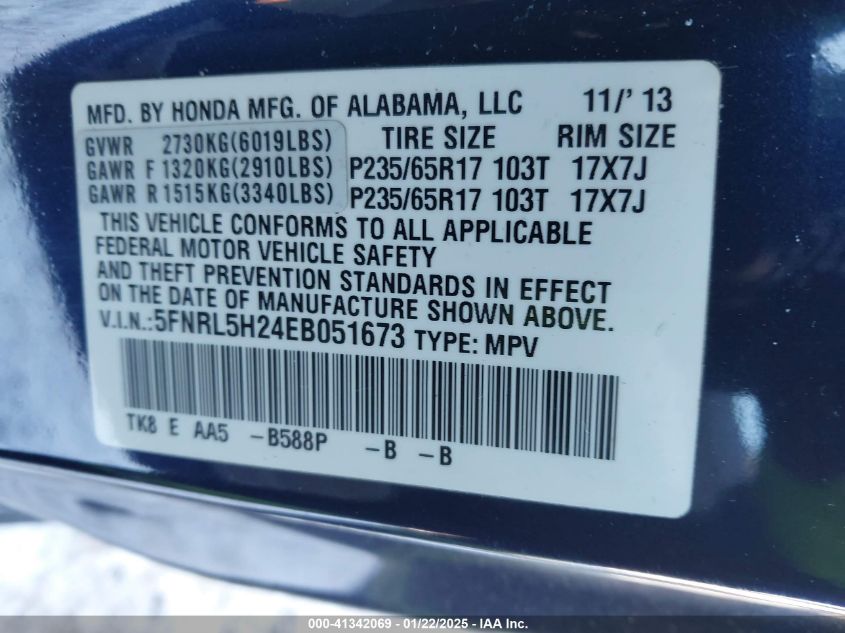 MFD. BY HONDA MFG. OF ALABAMA, LLC 11/' 13
GVWR 2730KG(6019LBS) TIRE SIZE RIM SIZE
GAWR F 1320KG(2910LBS) P235/65R17 103T 17X7J
GAWR R 1515KG(3340LBS) P235/65R17 103T 17X7J
THIS VEHICLE CONFORMS TO ALL APPLICABLE
FEDERAL MOTOR VEHICLE SAFETY
AND THEFT PREVENTION STANDARDS IN EFFECT
ON THE DATE OF MANUFACTURE SHOWN ABOVE.
V.I.N.:5FNRL5H24EB051673 TYPE: MPV
TK8 E AA5 -B588P -B -B
000-41342069 - 01/22/2025 - IAA Inc.